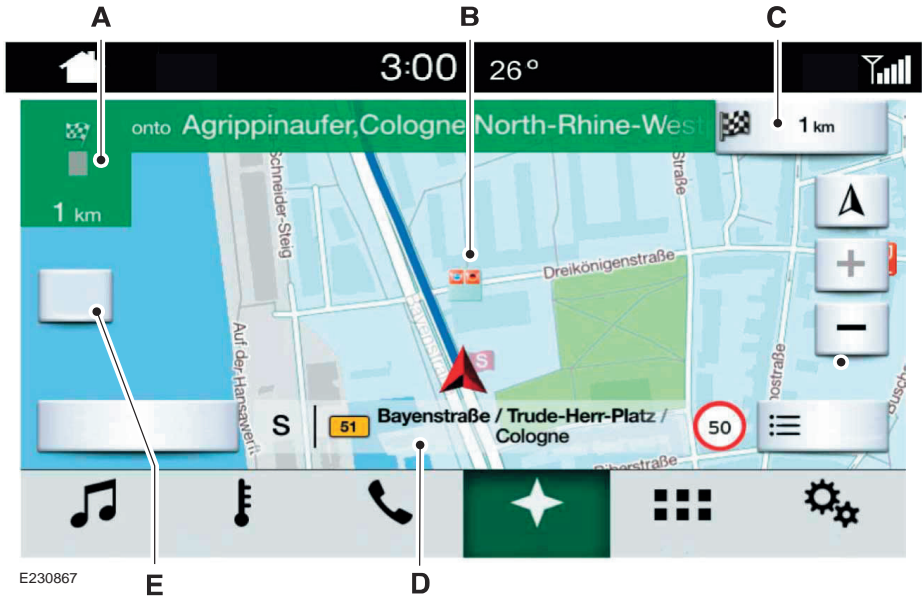 A
B
C
3:00
26°
onto Agrippinaufer,Cologne North-Rhine-West
1 km
1 km
Schneider-Steig
Straße
Dreikönigenstraße
Auf der Hansawerft
S
S
51
Bayenstraße / Trude-Herr-Platz /
Cologne
50
E230867
E
D